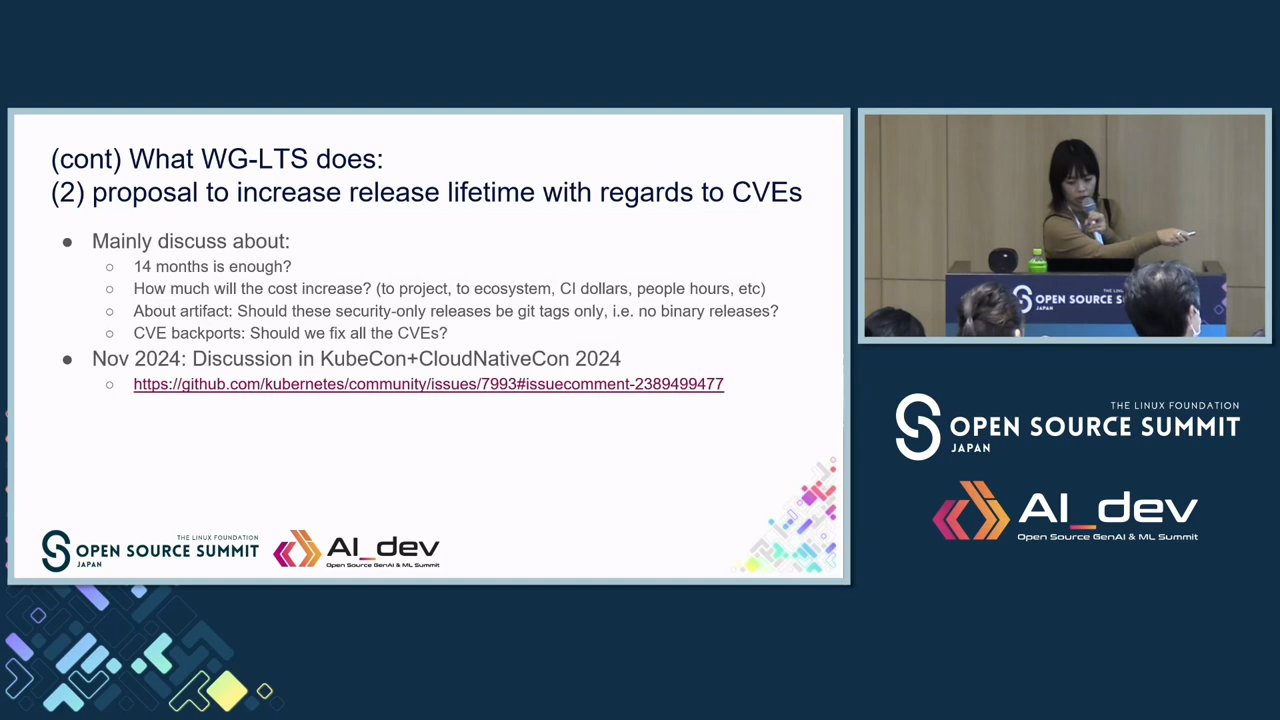 (cont) What WG-LTS does:
(2) proposal to increase release lifetime with regards to CVEs
● Mainly discuss about:
○ 14 months is enough?
○ How much will the cost increase? (to project, to ecosystem, CI dollars, people hours, etc)
○ About artifact: Should these security-only releases be git tags only, i.e. no binary releases?
○ CVE backports: Should we fix all the CVEs?
● Nov 2024: Discussion in KubeCon+CloudNativeCon 2024
○ https://github.com/kubernetes/community/issues/7993#issuecomment-2389499477
THE LINUX FOUNDATION
OPEN SOURCE SUMMIT
JAPAN
AI_dev
Open Source GenAI & ML Summit
OPEN SOURCE S
THE LINUX FOUNDATION
OPEN SOURCE SUMMIT
JAPAN
AI_dev
Open Source GenAI & ML Summit